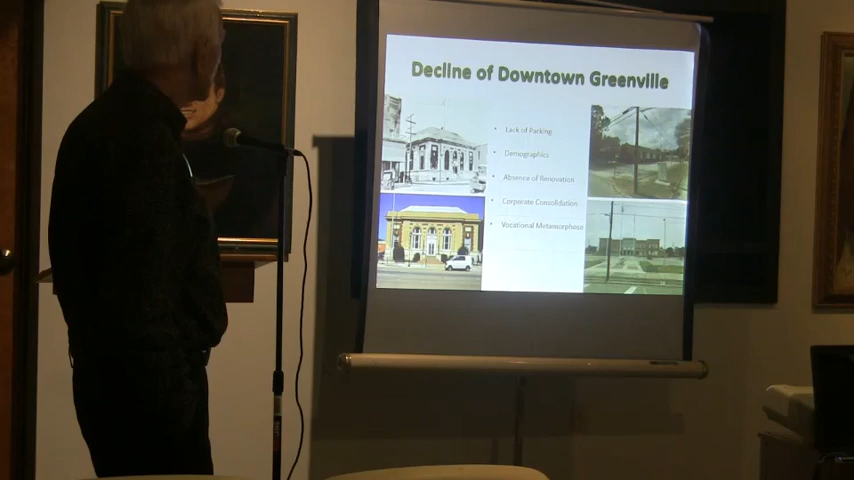 Decline of Downtown Greenville
Lack of Parking
Demographics
Absence of Renovation
Corporate Consolidation
Vocational Metamorphose